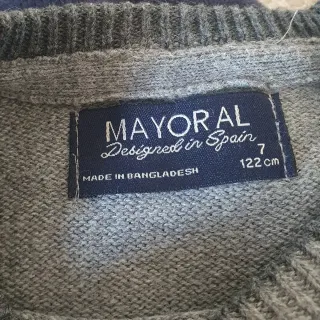 MAYORAL
Designed in Spain
7
122 cm
MADE IN BANGLADESH